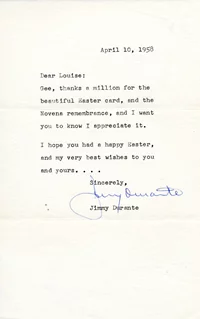 April 10, 1958
Dear Louise:
Gee, thanks a million for the
beautiful Easter card, and the
Novena remembrance, and I want
you to know I appreciate it.
I hope you had a happy Easter,
and my very best wishes to you
and yours. . . .
Sincerely,
Jimmy Durante
Jimmy Durante